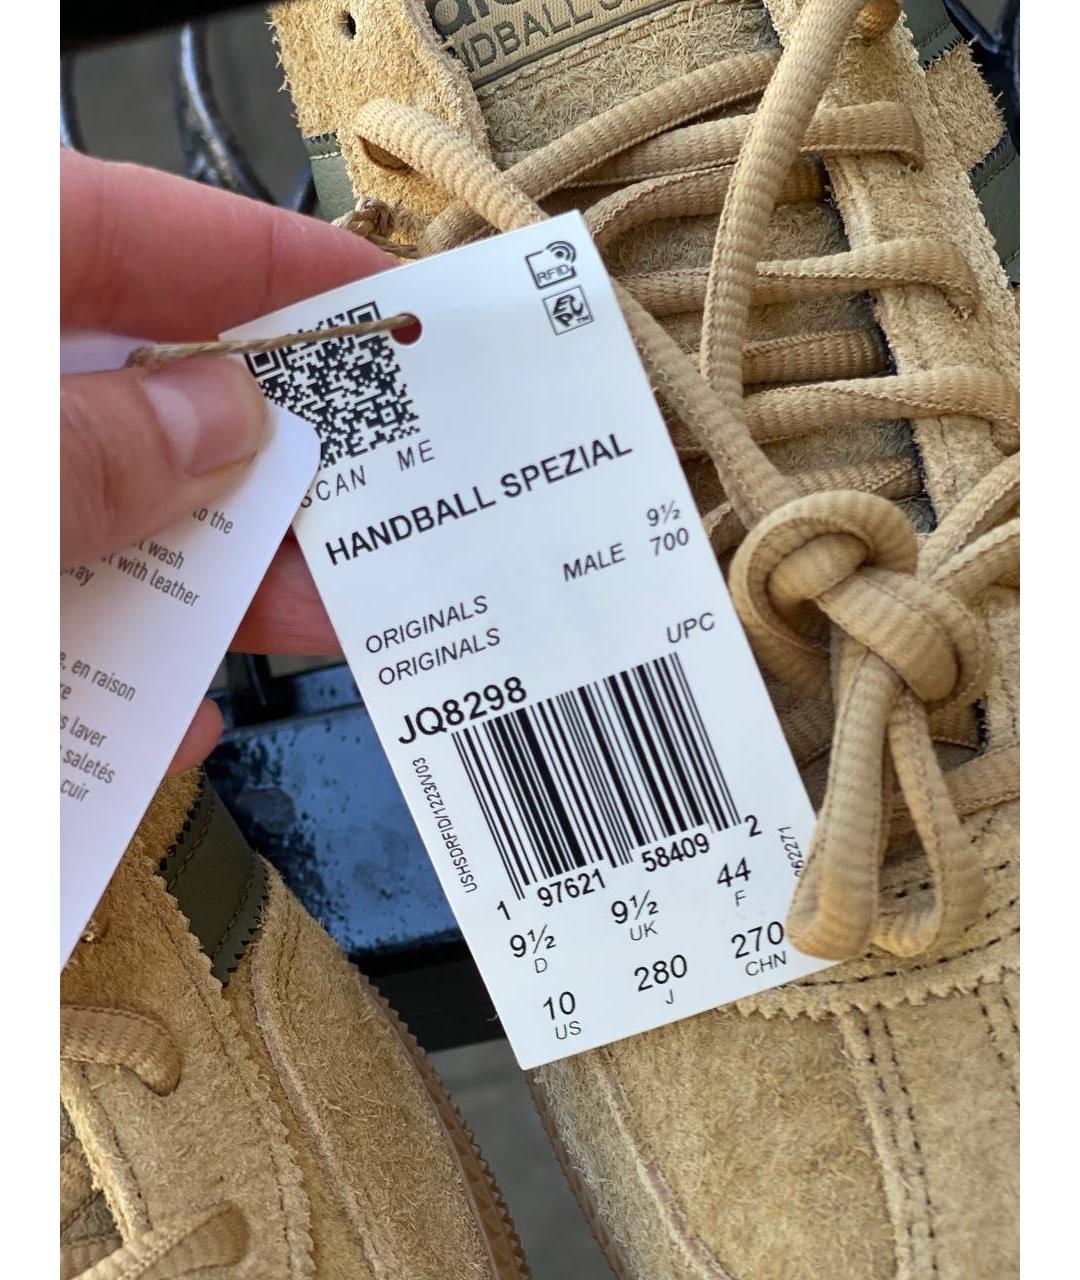 NDBALL
RFID
SCAN ME
HANDBALL SPEZIAL
9½
MALE 700
ORIGINALS
ORIGINALS
UPC
JQ8298
USHSDRFID/1223/V03
1 97621 58409 2
9½ D
9½ UK
44 F
10 US
280 J
270 CHN
to the
wash
with leather
, en raison
re
s laver
saletés
cuir